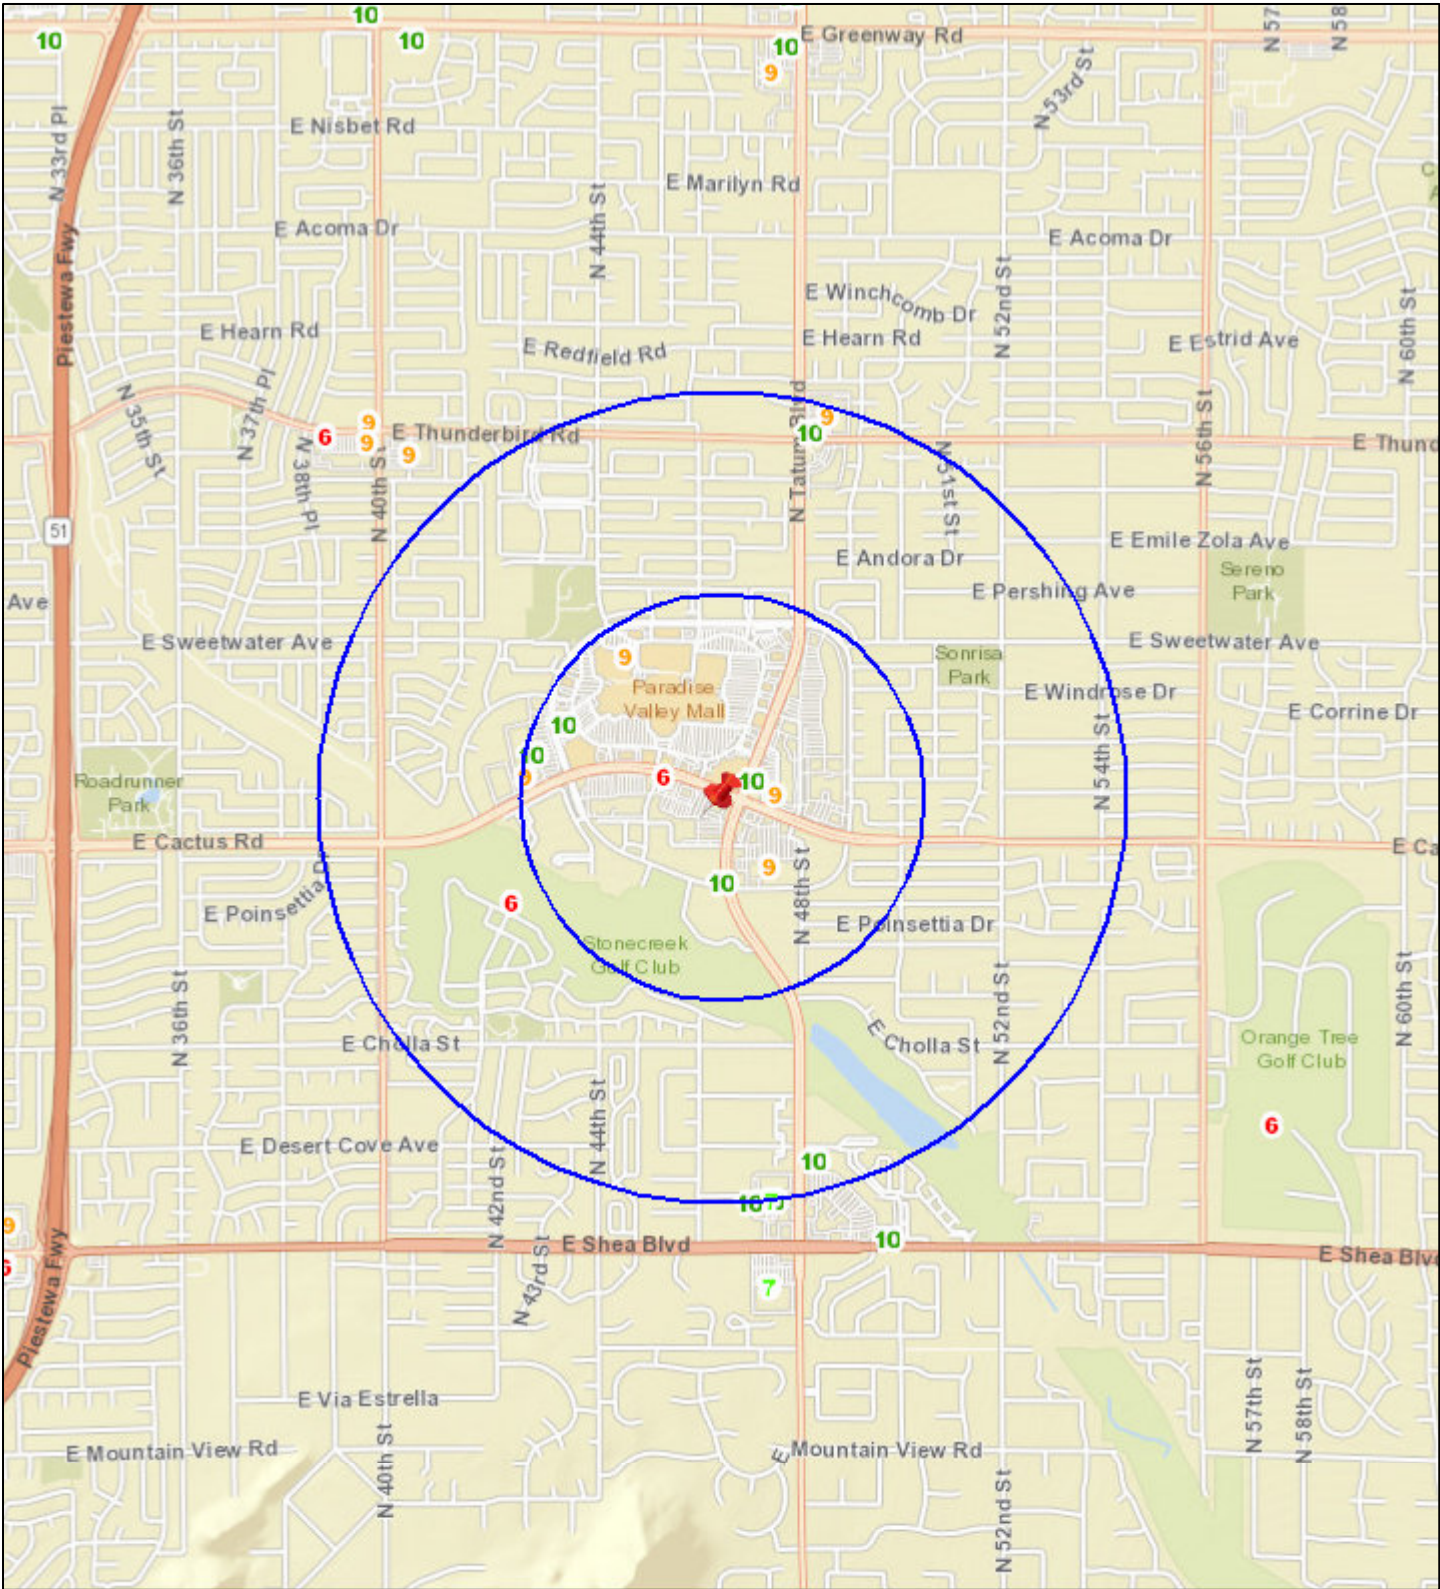 10
10
10
10
E Greenway Rd
N 57
N 58
9
N 53rd St
N 33rd Pl
N 36th St
E Nisbet Rd
E Marilyn Rd
N 44th St
E Acoma Dr
E Acoma Dr
Piestewa Fwy
N 52nd St
E Winchcomb Dr
N 60th St
E Hearn Rd
E Redfield Rd
E Hearn Rd
E Estrid Ave
N 35th St
N 37th Pl
N 38th Pl
6
9
9
9
E Thunderbird Rd
N 40th St
N Tatum Blvd
9
10
N 51st St
N 56th St
E Thund
51
E Emile Zola Ave
E Andora Dr
Sereno
Park
Ave
E Pershing Ave
E Sweetwater Ave
E Sweetwater Ave
9
Sonrisa
Park
Paradise
Valley Mall
E Windrose Dr
E Corrine Dr
10
10
9
6
10
9
N 54th St
Roadrunner
Park
E Cactus Rd
E Ca
9
10
N 48th St
E Poinsettia Dr
6
E Poinsettia Dr
Stonecreek
Golf Club
N 36th St
N 52nd St
N 60th St
E Cholla St
E Cholla St
Orange Tree
Golf Club
6
N 44th St
E Desert Cove Ave
N 42nd St
10
10
7
9
6
E Shea Blvd
10
E Shea Blv
Piestewa Fwy
N 43rd St
7
E Via Estrella
N 57th St
N 58th St
E Mountain View Rd
N 40th St
E Mountain View Rd
N 52nd St